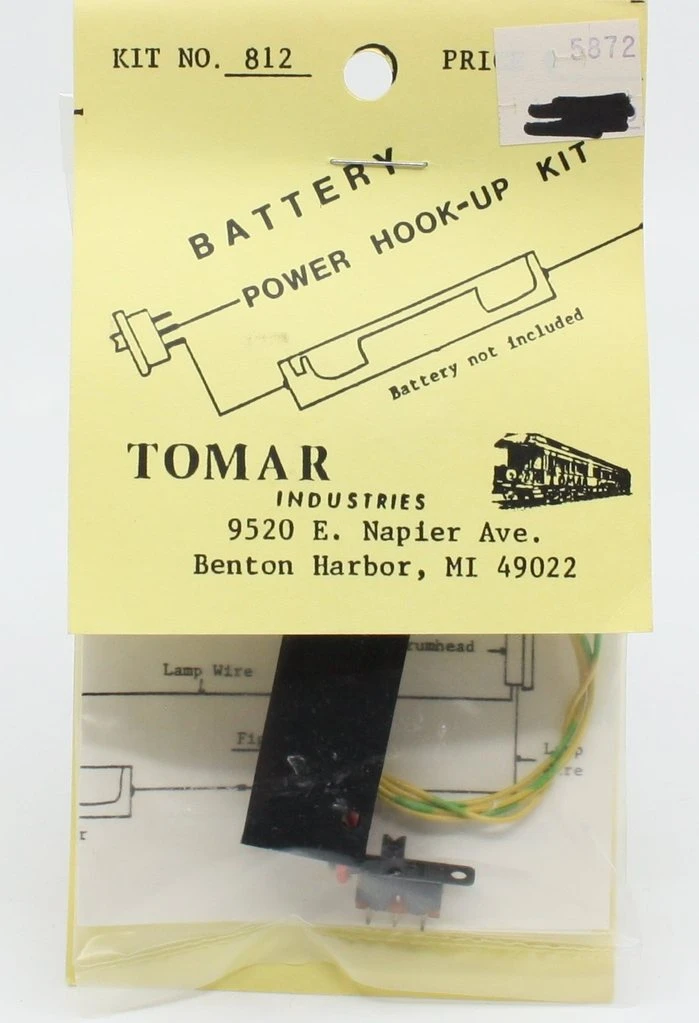 KIT NO. 812
5872
BATTERY
POWER HOOK-UP KIT
Battery not included
TOMAR
INDUSTRIES
9520 E. Napier Ave.
Benton Harbor, MI 49022
Lamp Wire